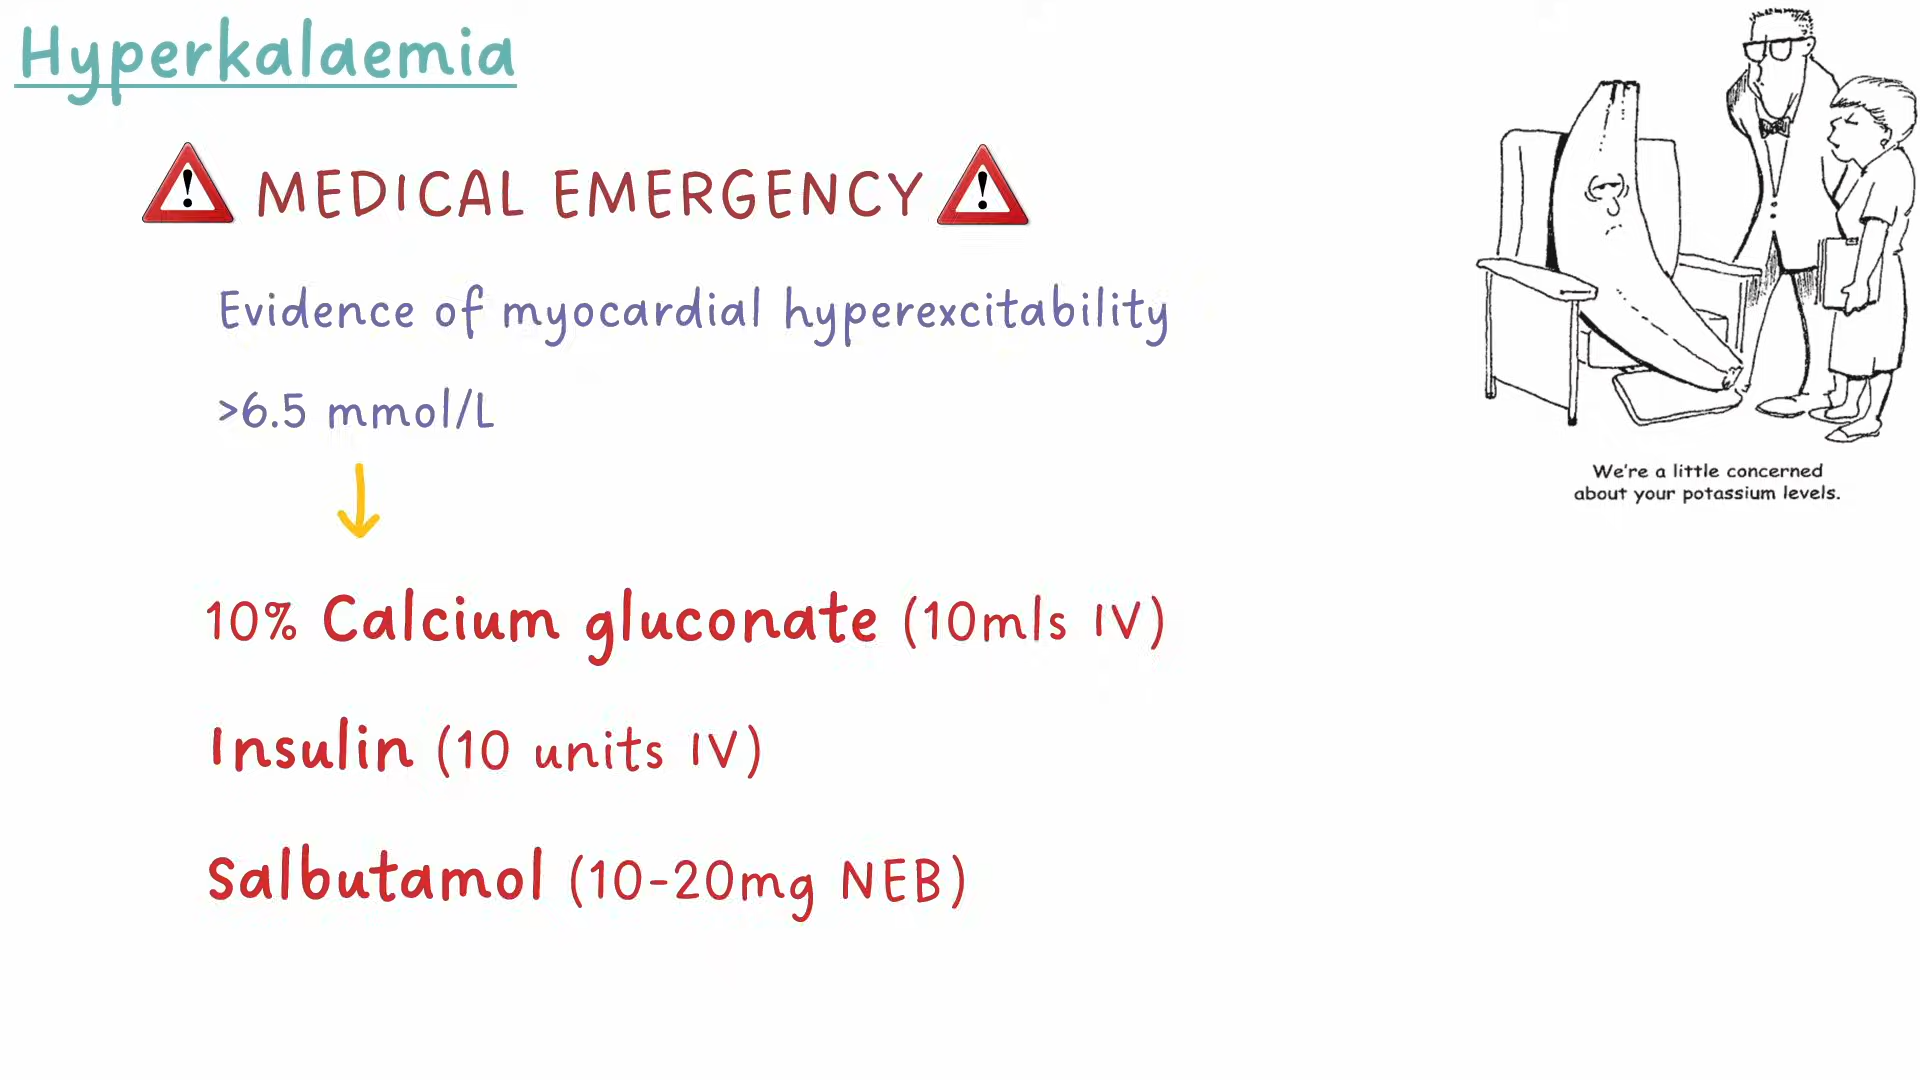 Hyperkalaemia
MEDICAL EMERGENCY
Evidence of myocardial hyperexcitability
>6.5 mmol/L
10% Calcium gluconate (10mls IV)
Insulin (10 units IV)
Salbutamol (10-20mg NEB)
We're a little concerned
about your potassium levels.